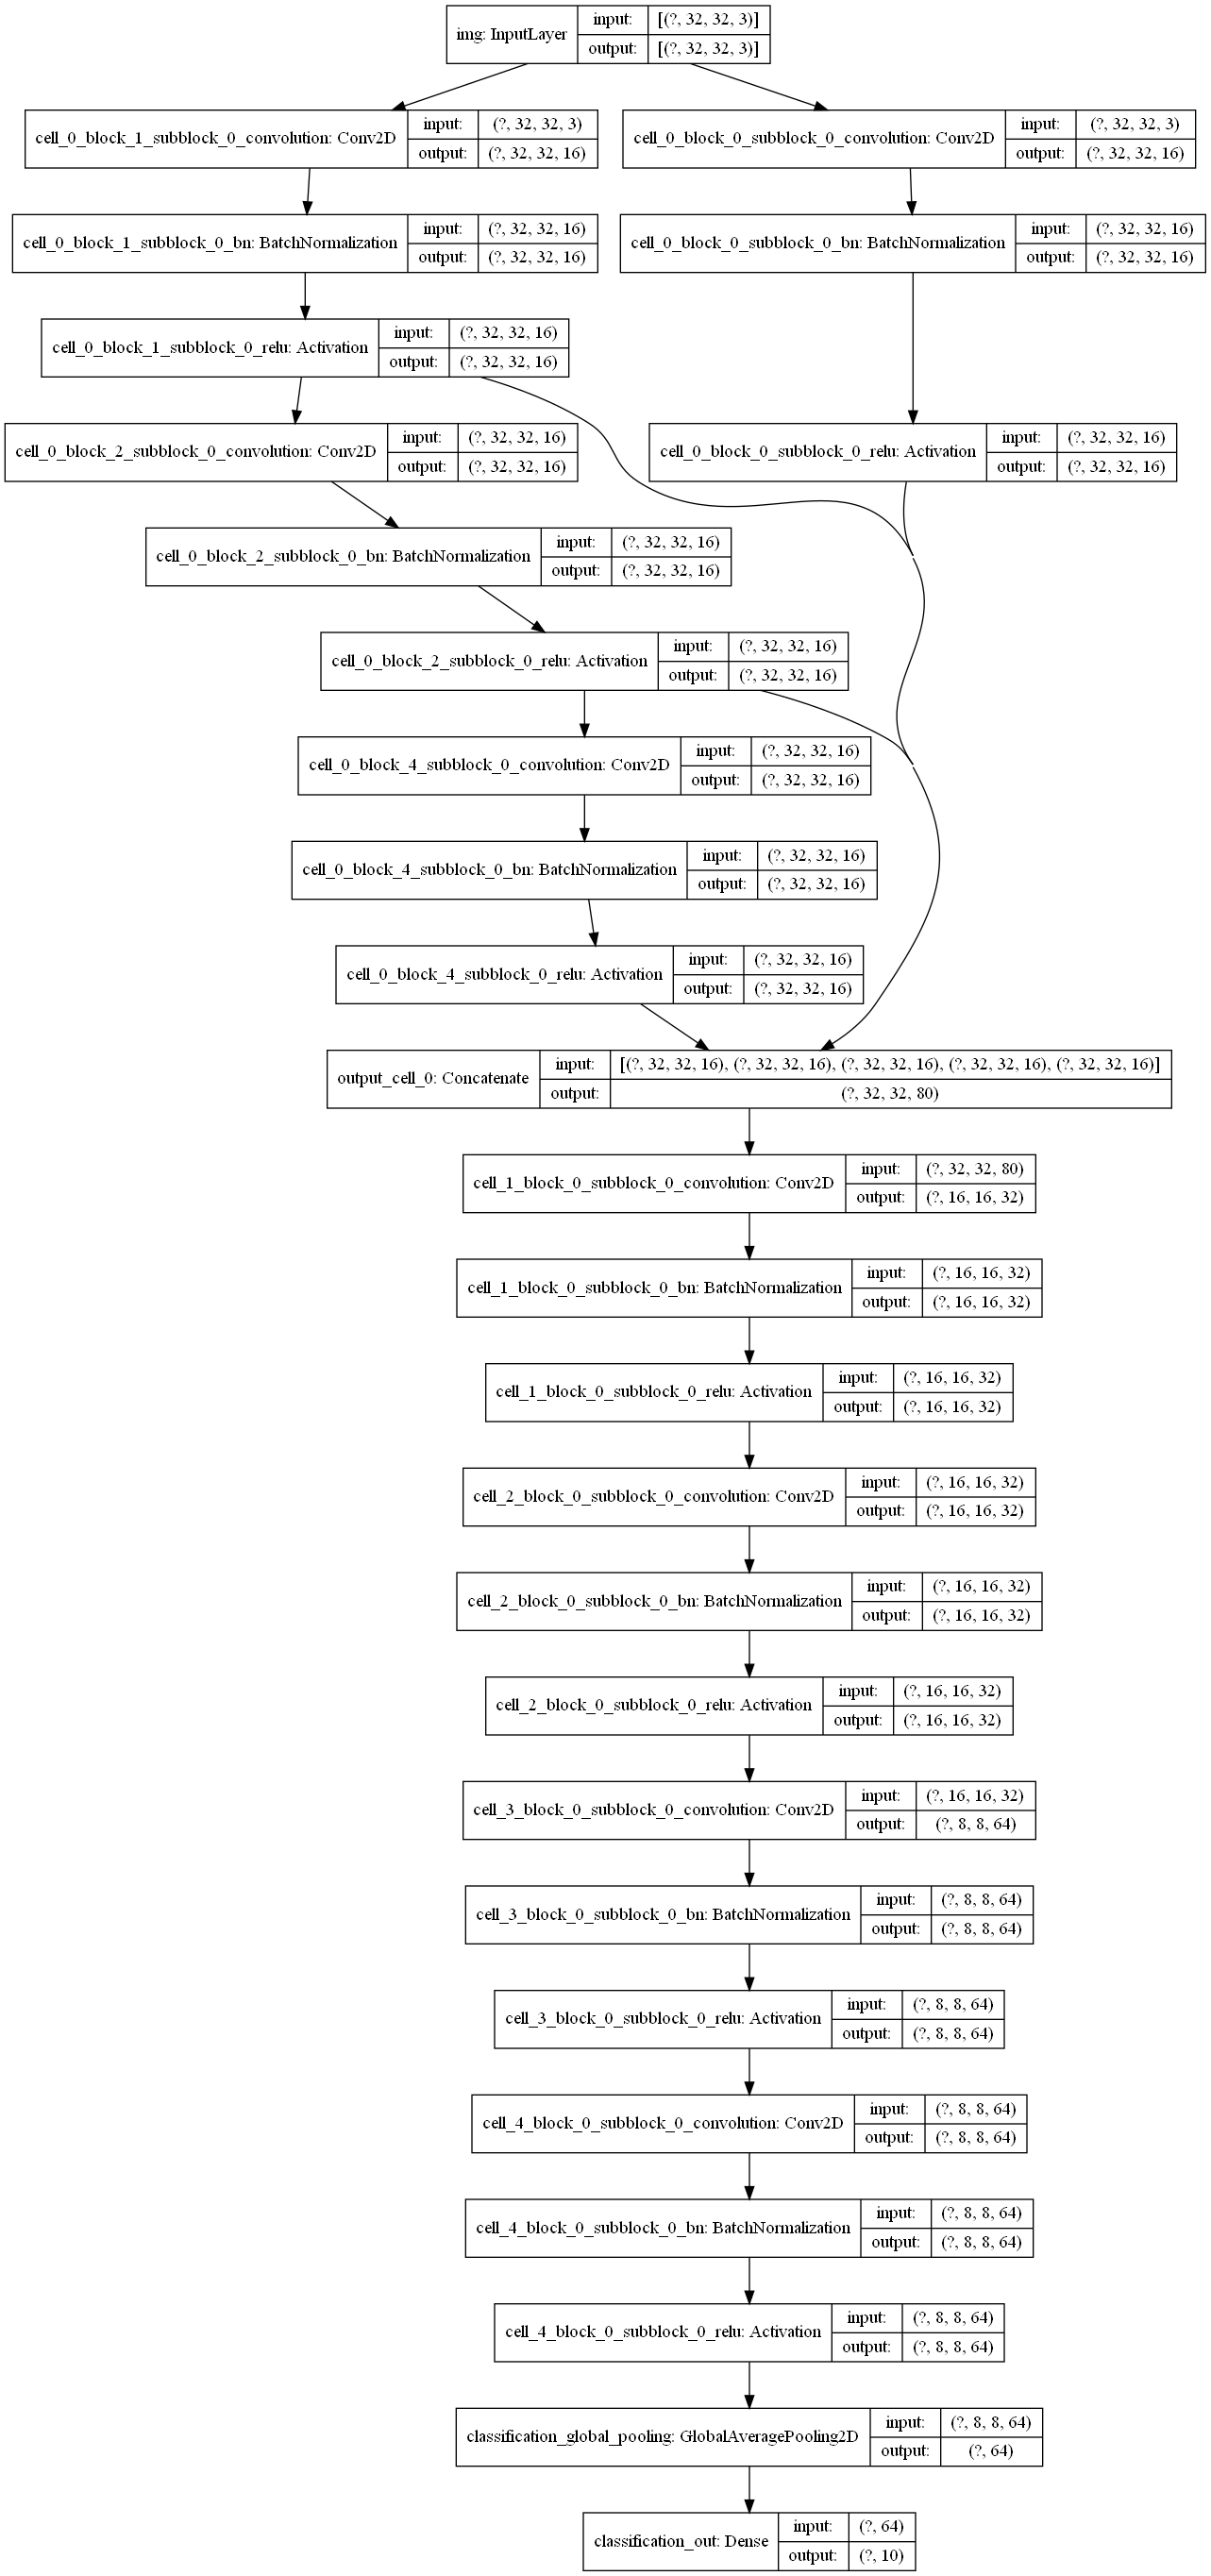 img: InputLayer
input: [(?, 32, 32, 3)]
output: [(?, 32, 32, 3)]
cell_0_block_1_subblock_0_convolution: Conv2D
input: (?, 32, 32, 3)
output: (?, 32, 32, 16)
cell_0_block_0_subblock_0_convolution: Conv2D
input: (?, 32, 32, 3)
output: (?, 32, 32, 16)
cell_0_block_1_subblock_0_bn: BatchNormalization
input: (?, 32, 32, 16)
output: (?, 32, 32, 16)
cell_0_block_0_subblock_0_bn: BatchNormalization
input: (?, 32, 32, 16)
output: (?, 32, 32, 16)
cell_0_block_1_subblock_0_relu: Activation
input: (?, 32, 32, 16)
output: (?, 32, 32, 16)
cell_0_block_2_subblock_0_convolution: Conv2D
input: (?, 32, 32, 16)
output: (?, 32, 32, 16)
cell_0_block_0_subblock_0_relu: Activation
input: (?, 32, 32, 16)
output: (?, 32, 32, 16)
cell_0_block_2_subblock_0_bn: BatchNormalization
input: (?, 32, 32, 16)
output: (?, 32, 32, 16)
cell_0_block_2_subblock_0_relu: Activation
input: (?, 32, 32, 16)
output: (?, 32, 32, 16)
cell_0_block_4_subblock_0_convolution: Conv2D
input: (?, 32, 32, 16)
output: (?, 32, 32, 16)
cell_0_block_4_subblock_0_bn: BatchNormalization
input: (?, 32, 32, 16)
output: (?, 32, 32, 16)
cell_0_block_4_subblock_0_relu: Activation
input: (?, 32, 32, 16)
output: (?, 32, 32, 16)
output_cell_0: Concatenate
input: [(?, 32, 32, 16), (?, 32, 32, 16), (?, 32, 32, 16), (?, 32, 32, 16), (?, 32, 32, 16)]
output: (?, 32, 32, 80)
cell_1_block_0_subblock_0_convolution: Conv2D
input: (?, 32, 32, 80)
output: (?, 16, 16, 32)
cell_1_block_0_subblock_0_bn: BatchNormalization
input: (?, 16, 16, 32)
output: (?, 16, 16, 32)
cell_1_block_0_subblock_0_relu: Activation
input: (?, 16, 16, 32)
output: (?, 16, 16, 32)
cell_2_block_0_subblock_0_convolution: Conv2D
input: (?, 16, 16, 32)
output: (?, 16, 16, 32)
cell_2_block_0_subblock_0_bn: BatchNormalization
input: (?, 16, 16, 32)
output: (?, 16, 16, 32)
cell_2_block_0_subblock_0_relu: Activation
input: (?, 16, 16, 32)
output: (?, 16, 16, 32)
cell_3_block_0_subblock_0_convolution: Conv2D
input: (?, 16, 16, 32)
output: (?, 8, 8, 64)
cell_3_block_0_subblock_0_bn: BatchNormalization
input: (?, 8, 8, 64)
output: (?, 8, 8, 64)
cell_3_block_0_subblock_0_relu: Activation
input: (?, 8, 8, 64)
output: (?, 8, 8, 64)
cell_4_block_0_subblock_0_convolution: Conv2D
input: (?, 8, 8, 64)
output: (?, 8, 8, 64)
cell_4_block_0_subblock_0_bn: BatchNormalization
input: (?, 8, 8, 64)
output: (?, 8, 8, 64)
cell_4_block_0_subblock_0_relu: Activation
input: (?, 8, 8, 64)
output: (?, 8, 8, 64)
classification_global_pooling: GlobalAveragePooling2D
input: (?, 8, 8, 64)
output: (?, 64)
classification_out: Dense
input: (?, 64)
output: (?, 10)